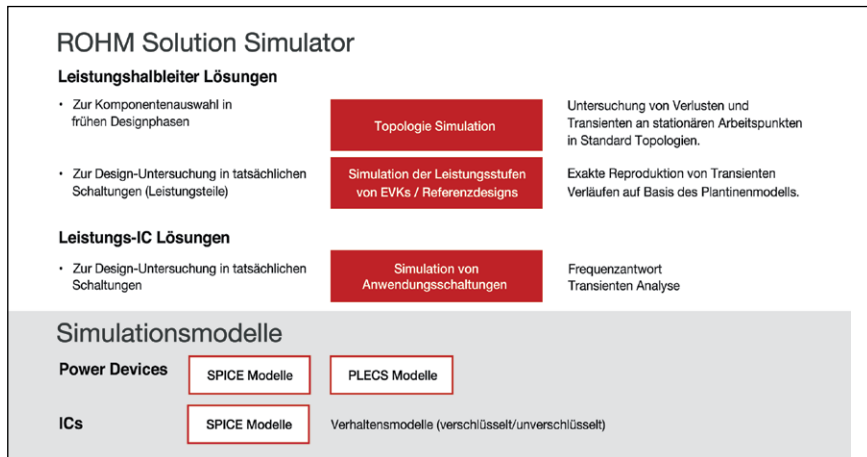 ROHM Solution Simulator
Leistungshalbleiter Lösungen
• Zur Komponentenauswahl in
frühen Designphasen
Topologie Simulation
Untersuchung von Verlusten und
Transienten an stationären Arbeitspunkten
in Standard Topologien.
• Zur Design-Untersuchung in tatsächlichen
Schaltungen (Leistungsteile)
Simulation der Leistungsstufen
von EVKs / Referenzdesigns
Exakte Reproduktion von Transienten
Verläufen auf Basis des Plantinenmodells.
Leistungs-IC Lösungen
• Zur Design-Untersuchung in tatsächlichen
Schaltungen
Simulation von
Anwendungsschaltungen
Frequenzantwort
Transienten Analyse
Simulationsmodelle
Power Devices
SPICE Modelle
PLECS Modelle
ICs
SPICE Modelle
Verhaltensmodelle (verschlüsselt/unverschlüsselt)